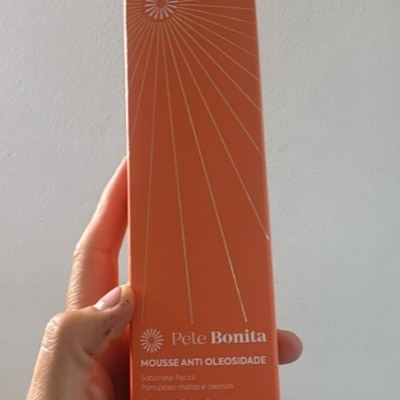 Pele Bonita
MOUSSE ANTI OLEOSIDADE
Sabonete Facial
Para peles mistas e oleosas